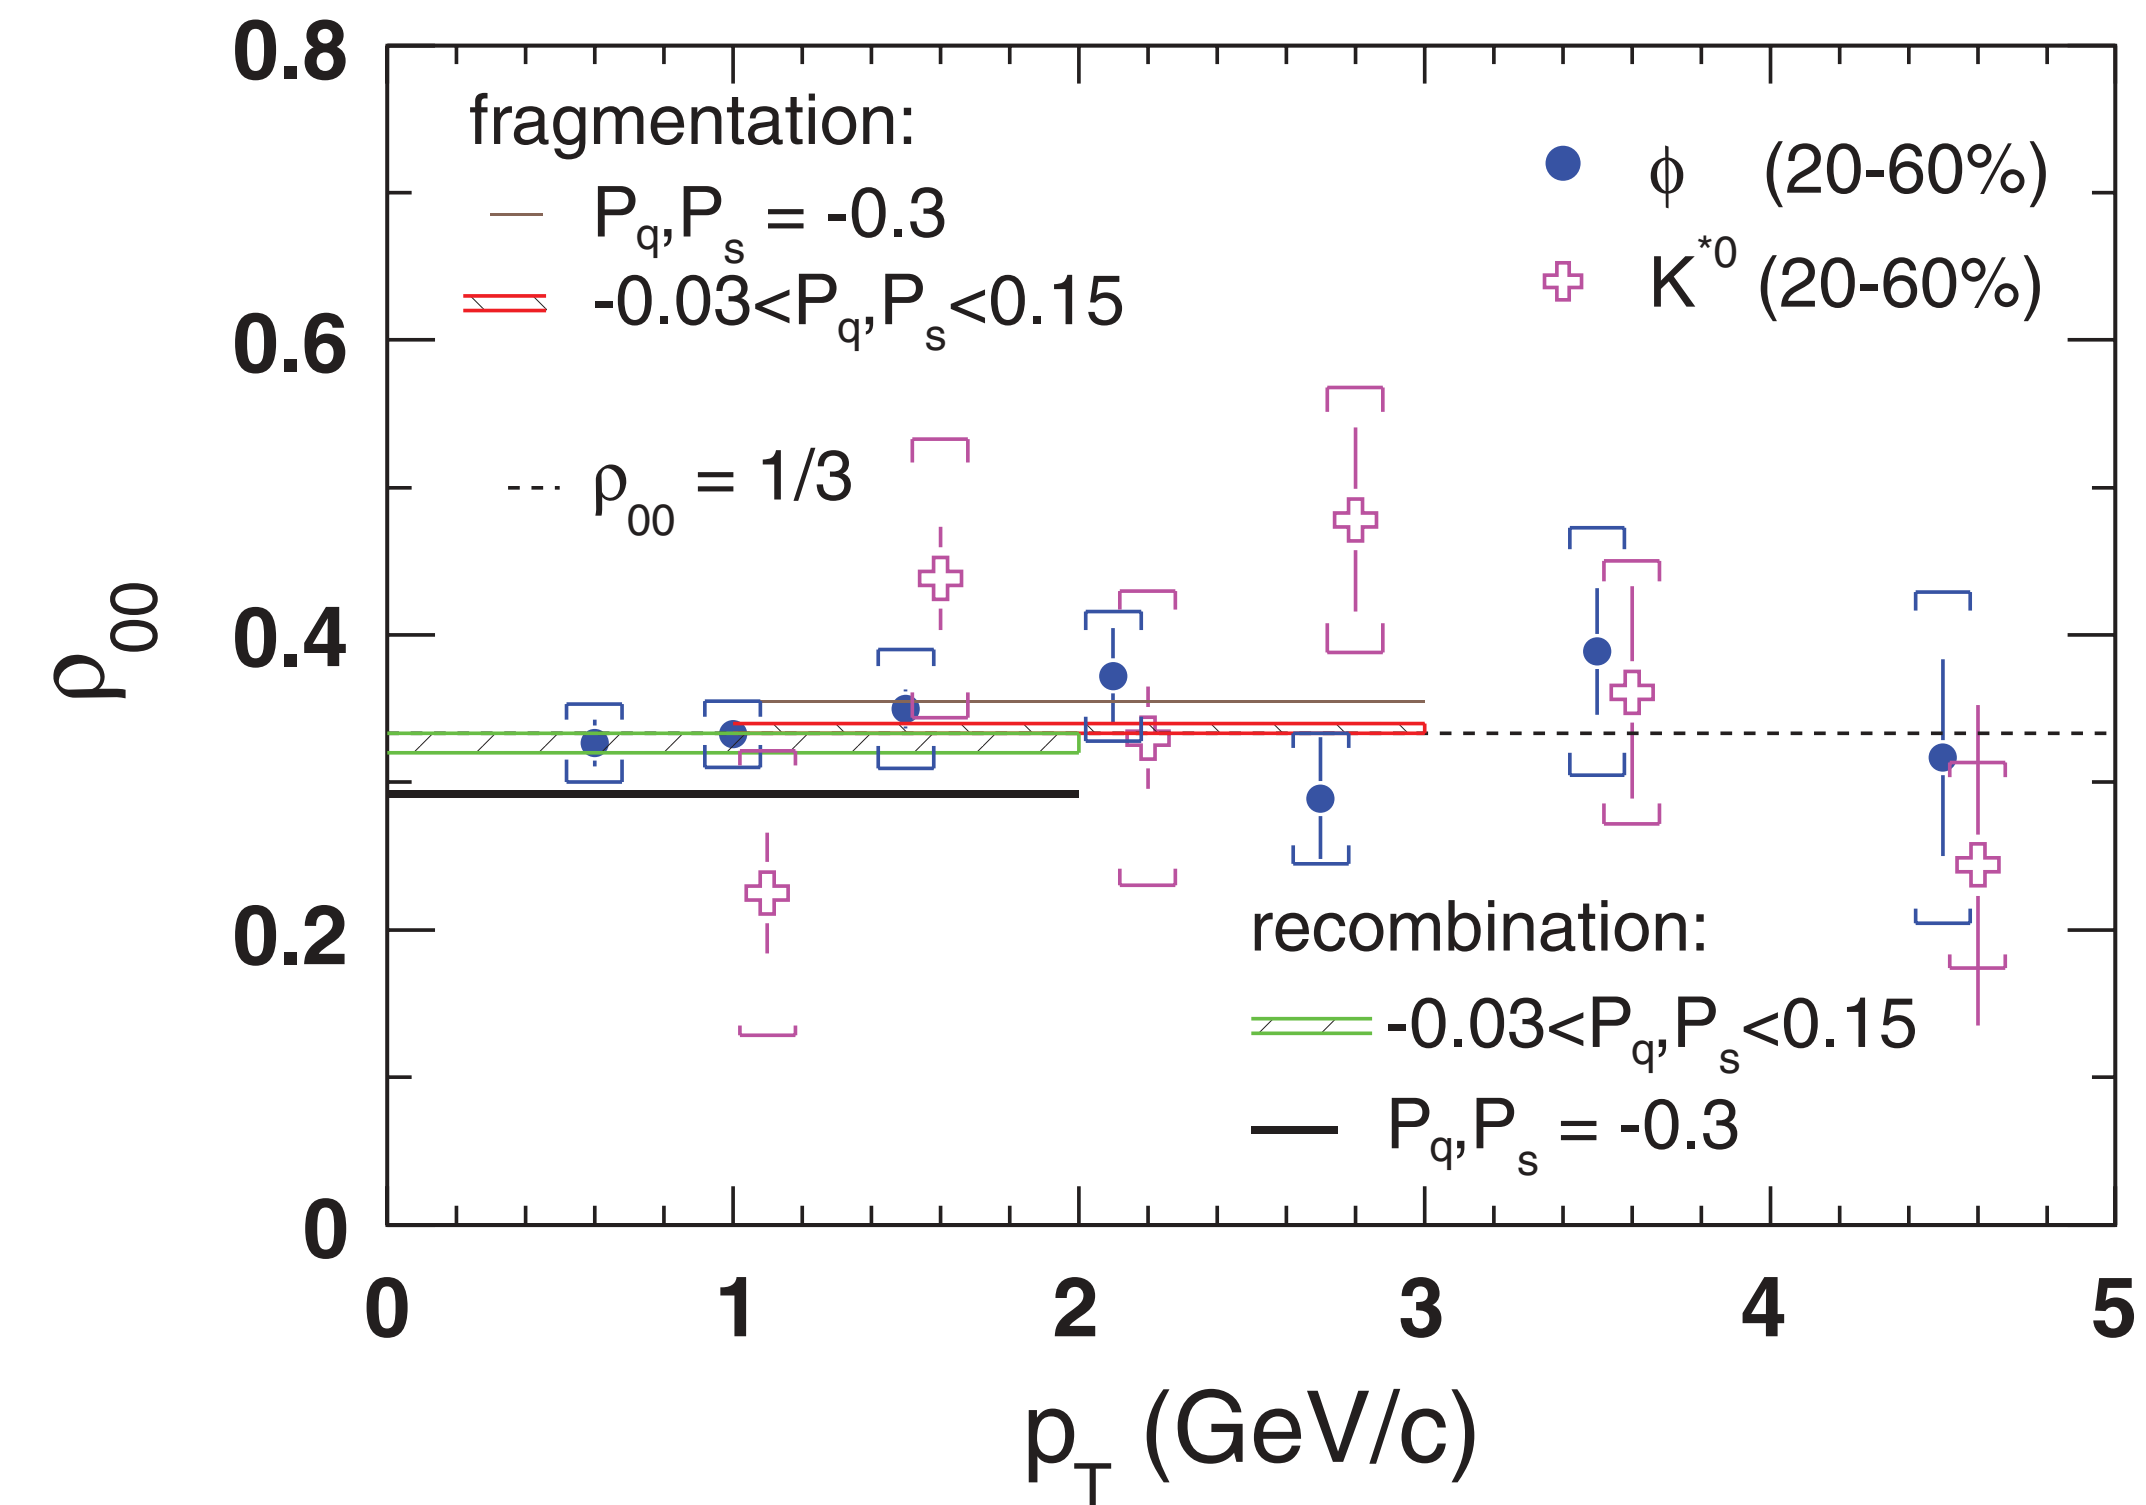 0.8
fragmentation:
P_q,P_s = -0.3
-0.03<P_q,P_s<0.15
ρ_00 = 1/3
ϕ (20-60%)
K^*0 (20-60%)
0.6
0.4
0.2
0
ρ_00
recombination:
-0.03<P_q,P_s<0.15
P_q,P_s = -0.3
0 1 2 3 4 5
p_T (GeV/c)